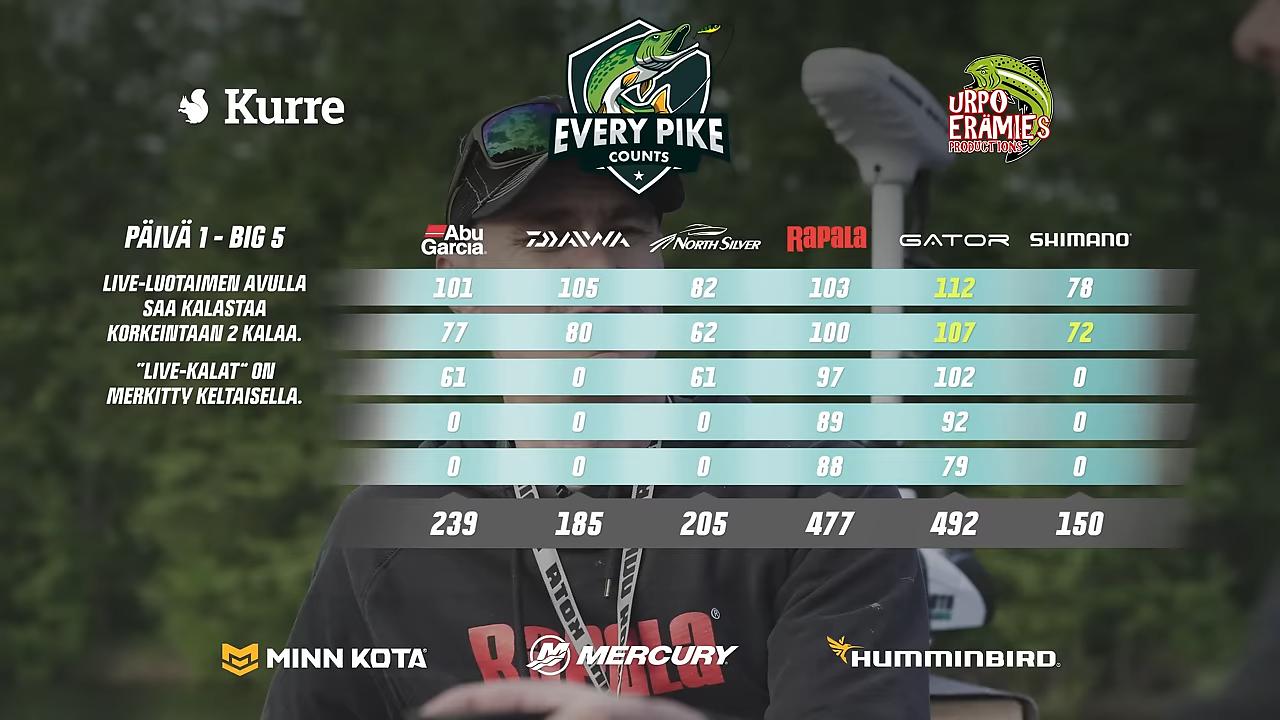 Kurre
EVERY PIKE
COUNTS
URPO
ERÄMIES
PRODUCTIONS
PÄIVÄ 1 - BIG 5
Abu
Garcia®
DAIWA
NORTH SILVER
RAPALA
GATOR
SHIMANO
LIVE-LUOTAIMEN AVULLA
SAA KALASTAA
KORKEINTAAN 2 KALAA.
"LIVE-KALAT" ON
MERKITTY KELTAISELLA.
101 105 82 103 112 78
77 80 62 100 107 72
61 0 61 97 102 0
0 0 0 89 92 0
0 0 0 88 79 0
239 185 205 477 492 150
RAPALA®
MINN KOTA®
MERCURY
HUMMINBIRD®